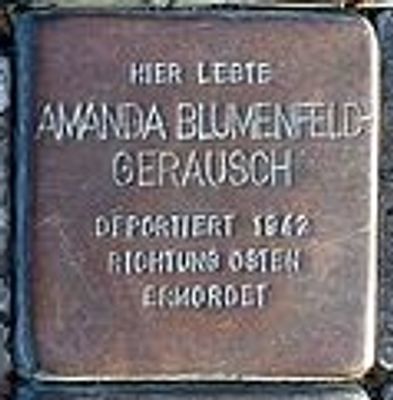 HIER LEBTE
AMANDA BLUMENFELD-
GERAUSCH
DEPORTIERT 1942
RICHTUNG OSTEN
ERMORDET